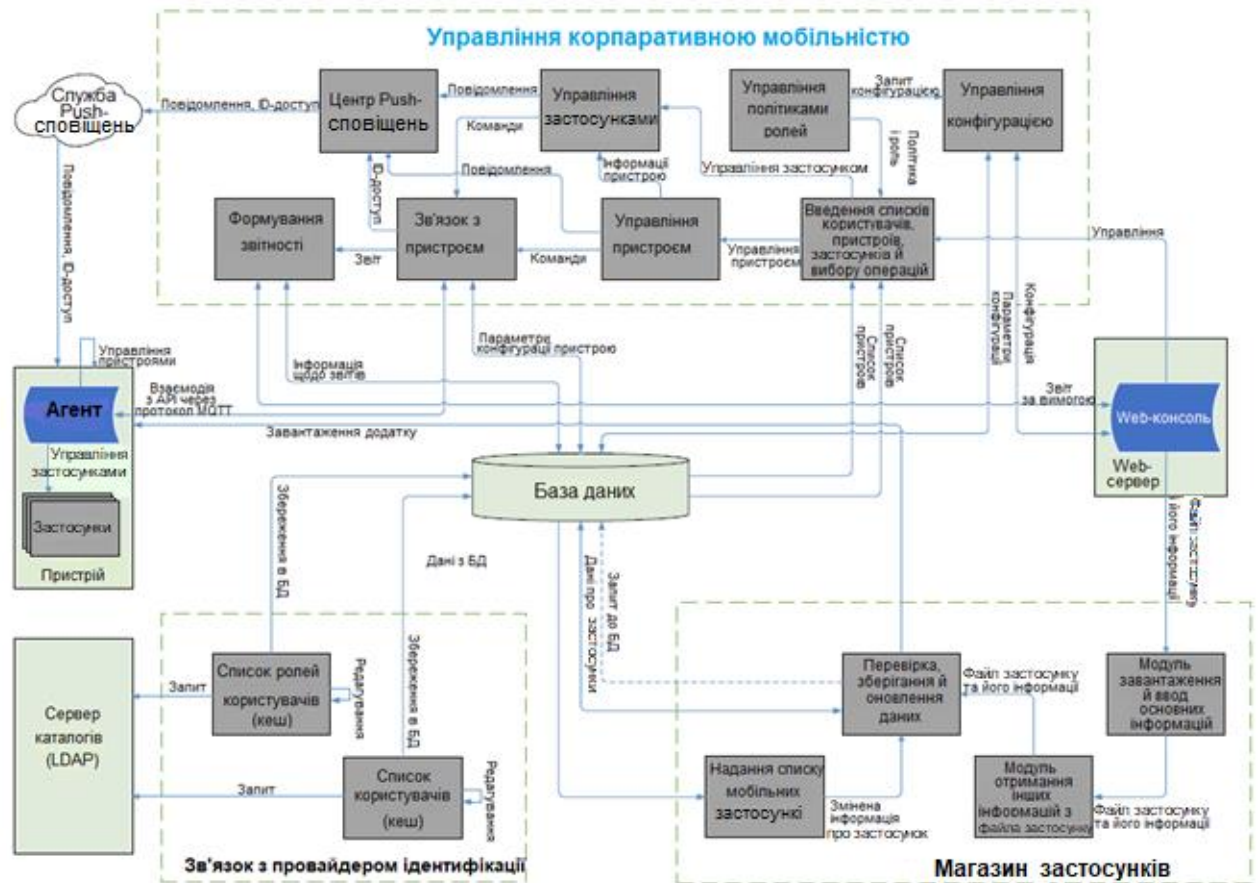 Управління корпаративною мобільністю
Служба
Push-
сповіщень
Повідомлення, ID-доступ
Центр Push-
сповіщень
Повідомлення
Управління
застосунками
Управління
політиками
ролей
Запит
конфігурацією
Управління
конфігурацією
Команди
Політика
і роль
Управління застосунком
Інформації
пристрою
Повідомлення
ID-доступ
Повідомлення, ID-доступ
Формування
звітності
Звіт
Зв'язок з
пристроєм
Команди
Управління
пристроєм
Управління
пристроєм
Введення списків
користувачів,
пристроїв,
застосунків й
вибору операцій
Управління
Управління
пристроями
Інформація
щодо звітів
Параметри
конфігурації пристрою
Список
пристроїв
Список
пристроїв
Параметри
конфігурації
Конфігурація
Взаємодія
з API через
протокол MQTT
Агент
Звіт
за вимогою
Web-консоль
Web-
сервер
Завантаження додатку
Управління
застосунками
Застосунки
Пристрій
База даних
Збереження в БД
Дані з БД
Збереження в БД
Дані про
застосунки
Запит до БД
Файл застосунку
й його інформації
Сервер
каталогів
(LDAP)
Запит
Список ролей
користувачів
(кеш)
Редагування
Запит
Список
користувачів
(кеш)
Редагування
Зв'язок з провайдером ідентифікації
Перевірка,
зберігання й
оновлення
даних
Файл застосунку
та його інформації
Модуль
завантаження
й ввод
основних
інформацій
Надання списку
мобільних
застосункі
Змінена
інформація
про застосунок
Модуль
отримання
інших
інформацій з
файла застосунку
Файл застосунку
та його інформації
Магазин застосунків